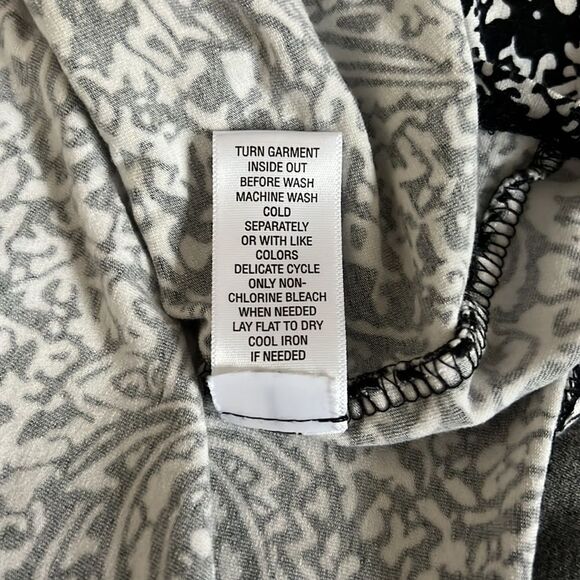 TURN GARMENT
INSIDE OUT
BEFORE WASH
MACHINE WASH
COLD
SEPARATELY
OR WITH LIKE
COLORS
DELICATE CYCLE
ONLY NON-
CHLORINE BLEACH
WHEN NEEDED
LAY FLAT TO DRY
COOL IRON
IF NEEDED